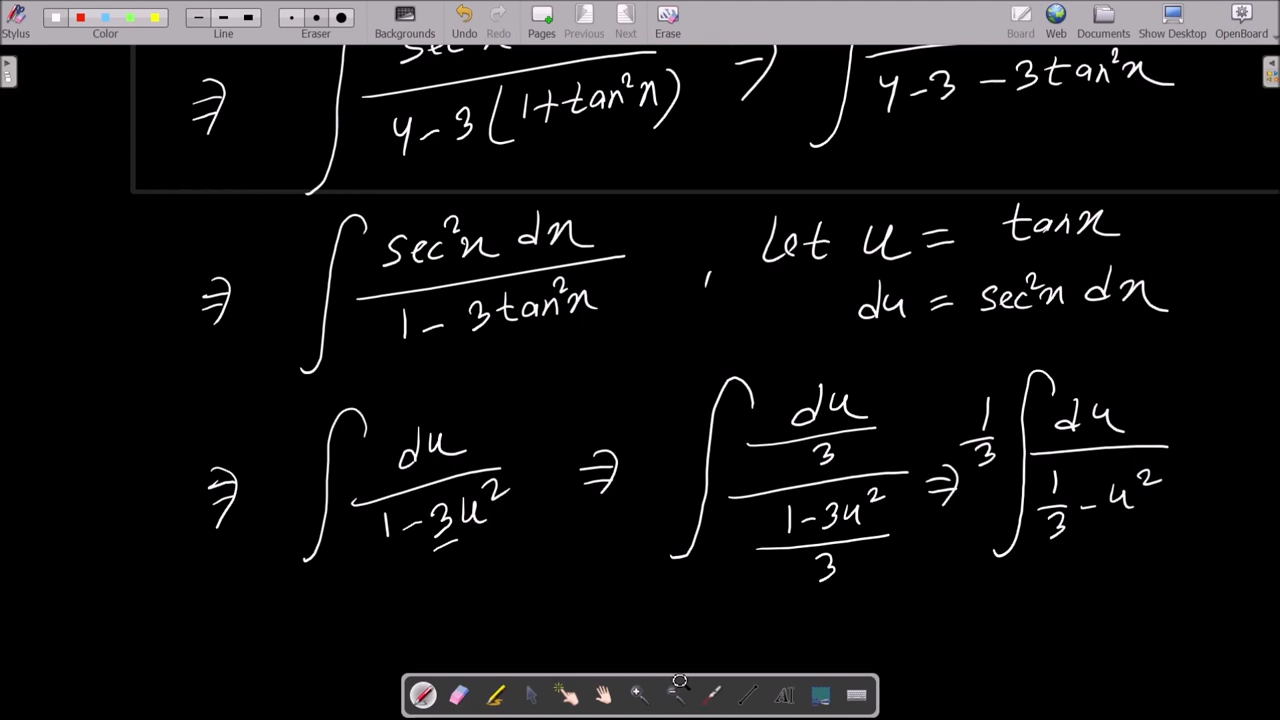 Stylus Color Line Eraser Backgrounds Undo Redo Pages Previous Next Erase Board Web Documents Show Desktop OpenBoard
⇒ ∫ sec²x / (4 - 3(1 + tan²x)) ⇒ ∫ / (4 - 3 - 3tan²x)
⇒ ∫ sec²x dx / (1 - 3tan²x) , Let u = tanx
du = sec²x dx
⇒ ∫ du / (1 - 3u²) ⇒ ∫ (du/3) / ((1 - 3u²)/3) ⇒ 1/3 ∫ du / (1/3 - u²)